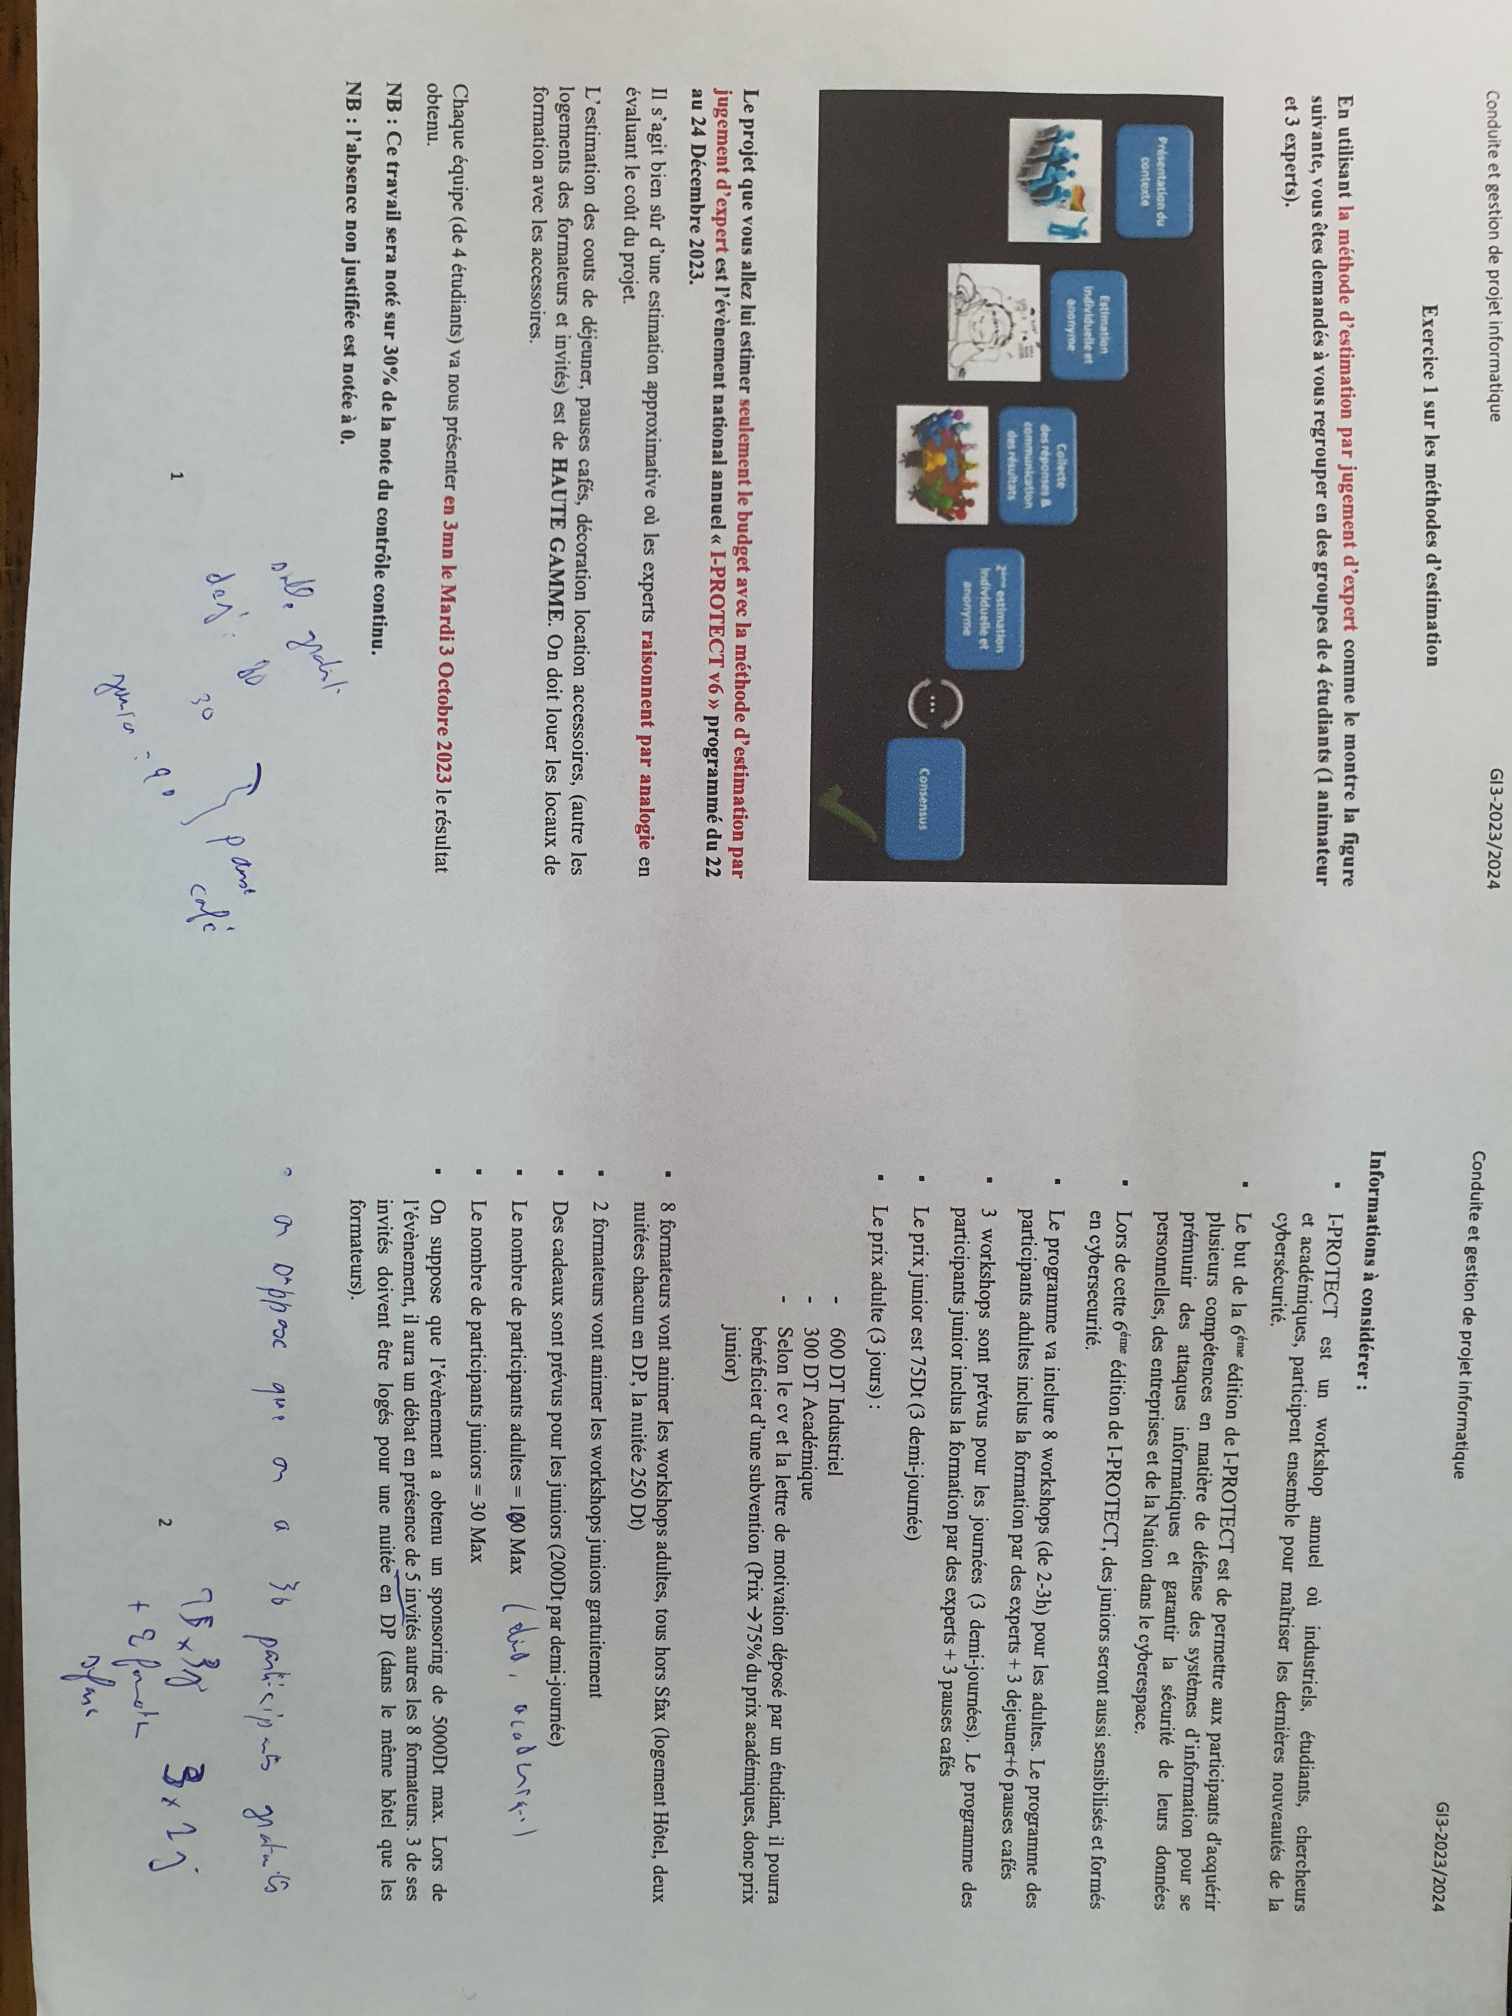 Conduite et gestion de projet informatique
GI3-2023/2024
Exercice 1 sur les méthodes d'estimation
En utilisant la méthode d'estimation par jugement d'expert comme le montre la figure
suivante, vous êtes demandés à vous regrouper en des groupes de 4 étudiants (1 animateur
et 3 experts).
Présentation du
contexte
Estimation
individuelle et
anonyme
Collecte
des réponses &
communication
des résultats
2ème estimation
individuelle et
anonyme
...
Consensus
Le projet que vous allez lui estimer seulement le budget avec la méthode d'estimation par
jugement d'expert est l'évènement national annuel « I-PROTECT v6 » programmé du 22
au 24 Décembre 2023.
Il s'agit bien sûr d'une estimation approximative où les experts raisonnent par analogie en
évaluant le coût du projet.
L'estimation des couts de déjeuner, pauses cafés, décoration location accessoires, (autre les
logements des formateurs et invités) est de HAUTE GAMME. On doit louer les locaux de
formation avec les accessoires.
Chaque équipe (de 4 étudiants) va nous présenter en 3mn le Mardi 3 Octobre 2023 le résultat
obtenu.
NB : Ce travail sera noté sur 30% de la note du contrôle continu.
NB : l'absence non justifiée est notée à 0.
salle gratuit
dej : 80
30
pause
café
junior : 90
1
Conduite et gestion de projet informatique
GI3-2023/2024
Informations à considérer :
▪ I-PROTECT est un workshop annuel où industriels, étudiants, chercheurs
et académiques, participent ensemble pour maîtriser les dernières nouveautés de la
cybersécurité.
▪ Le but de la 6éme édition de I-PROTECT est de permettre aux participants d'acquérir
plusieurs compétences en matière de défense des systèmes d'information pour se
prémunir des attaques informatiques et garantir la sécurité de leurs données
personnelles, des entreprises et de la Nation dans le cyberespace.
▪ Lors de cette 6éme édition de I-PROTECT, des juniors seront aussi sensibilisés et formés
en cybersecurité.
▪ Le programme va inclure 8 workshops (de 2-3h) pour les adultes. Le programme des
participants adultes inclus la formation par des experts + 3 dejeuner+6 pauses cafés
▪ 3 workshops sont prévus pour les journées (3 demi-journées). Le programme des
participants junior inclus la formation par des experts + 3 pauses cafés
▪ Le prix junior est 75Dt (3 demi-journée)
▪ Le prix adulte (3 jours) :
- 600 DT Industriel
- 300 DT Académique
- Selon le cv et la lettre de motivation déposé par un étudiant, il pourra
bénéficier d'une subvention (Prix →75% du prix académiques, donc prix
junior)
▪ 8 formateurs vont animer les workshops adultes, tous hors Sfax (logement Hôtel, deux
nuitées chacun en DP, la nuitée 250 Dt)
▪ 2 formateurs vont animer les workshops juniors gratuitement
▪ Des cadeaux sont prévus pour les juniors (200Dt par demi-journée)
▪ Le nombre de participants adultes = 100 Max
▪ Le nombre de participants juniors = 30 Max
▪ On suppose que l'évènement a obtenu un sponsoring de 5000Dt max. Lors de
l'évènement, il aura un débat en présence de 5 invités autres les 8 formateurs. 3 de ses
invités doivent être logés pour une nuitée en DP (dans le même hôtel que les
formateurs).
on suppose que on a 30 participants gratuits
75 x 3j 3 x 1 j
+ 2
sfax
2